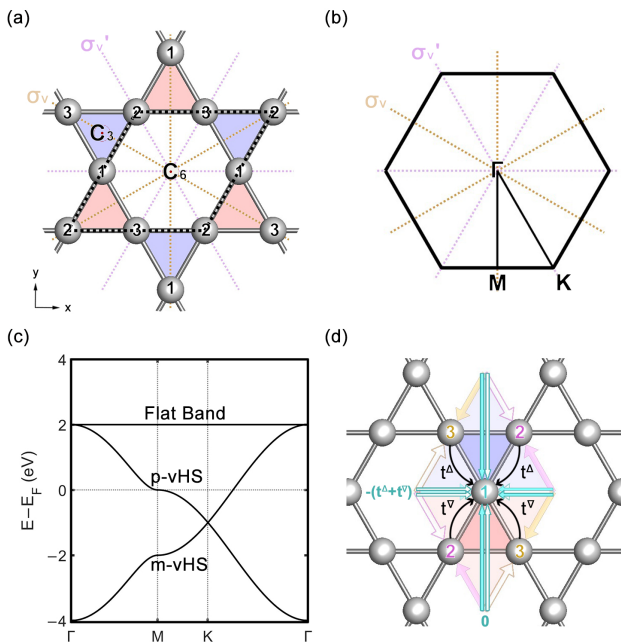 (a)
σv'
σv
1
3
2
3
2
C3
1
C6
1
2
3
2
3
1
y
x
(b)
σv'
σv
Γ
M
K
(c)
E−EF (eV)
4
2
0
−2
−4
Flat Band
p-vHS
m-vHS
Γ
M
K
Γ
(d)
3
2
tΔ
tΔ
-(tΔ+t∇)
1
t∇
t∇
2
3
0